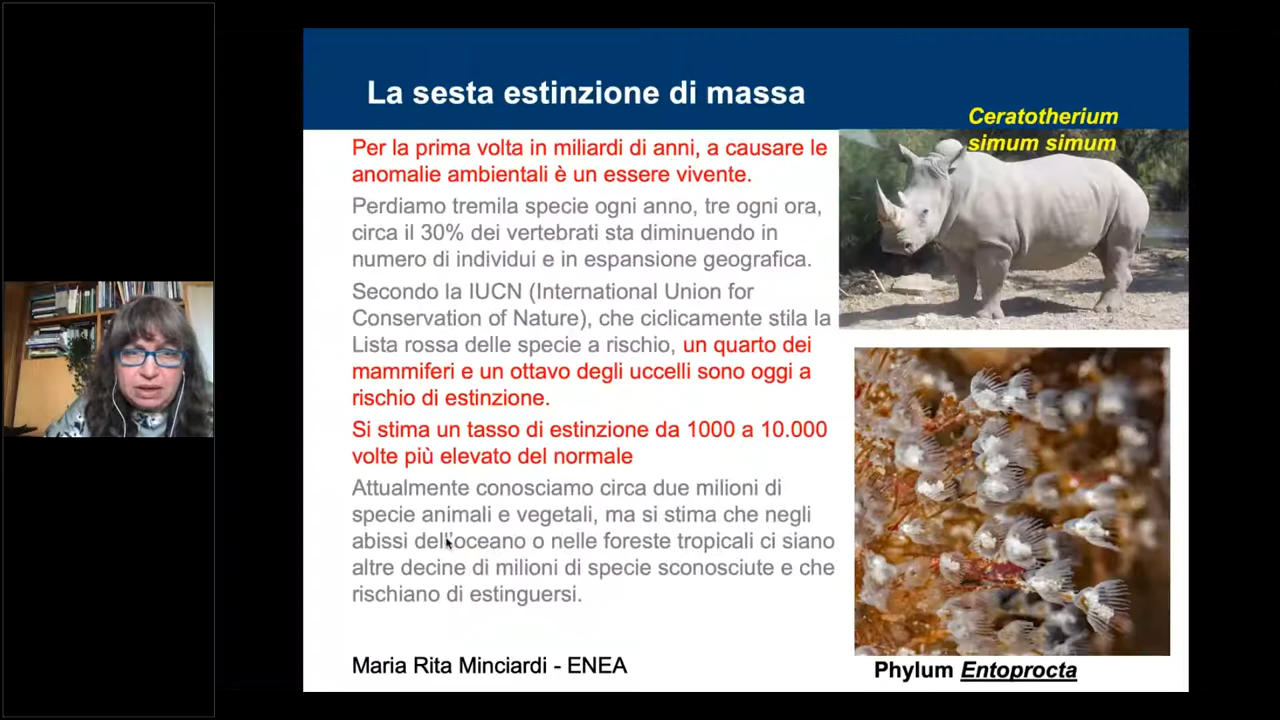 La sesta estinzione di massa
Ceratotherium
simum simum
Per la prima volta in miliardi di anni, a causare le
anomalie ambientali è un essere vivente.
Perdiamo tremila specie ogni anno, tre ogni ora,
circa il 30% dei vertebrati sta diminuendo in
numero di individui e in espansione geografica.
Secondo la IUCN (International Union for
Conservation of Nature), che ciclicamente stila la
Lista rossa delle specie a rischio, un quarto dei
mammiferi e un ottavo degli uccelli sono oggi a
rischio di estinzione.
Si stima un tasso di estinzione da 1000 a 10.000
volte più elevato del normale
Attualmente conosciamo circa due milioni di
specie animali e vegetali, ma si stima che negli
abissi dell'oceano o nelle foreste tropicali ci siano
altre decine di milioni di specie sconosciute e che
rischiano di estinguersi.
Maria Rita Minciardi - ENEA
Phylum Entoprocta